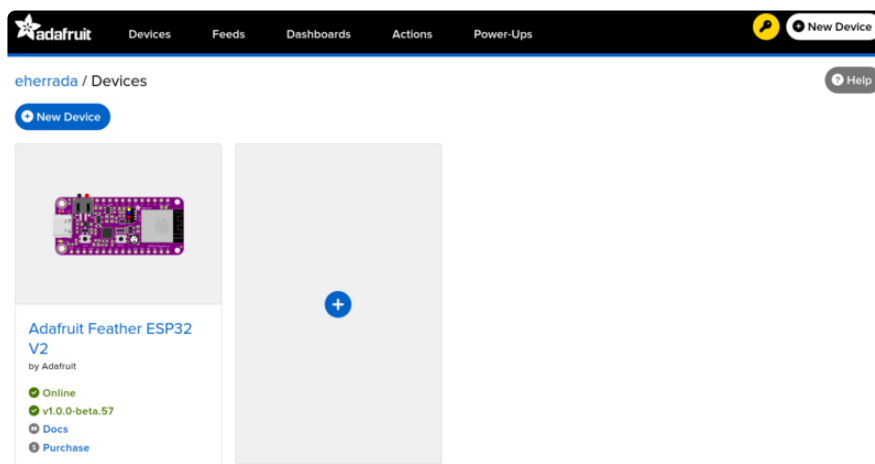 adafruit Devices Feeds Dashboards Actions Power-Ups New Device
eherrada / Devices
Help
New Device
Adafruit Feather ESP32
V2
by Adafruit
Online
v1.0.0-beta.57
Docs
Purchase